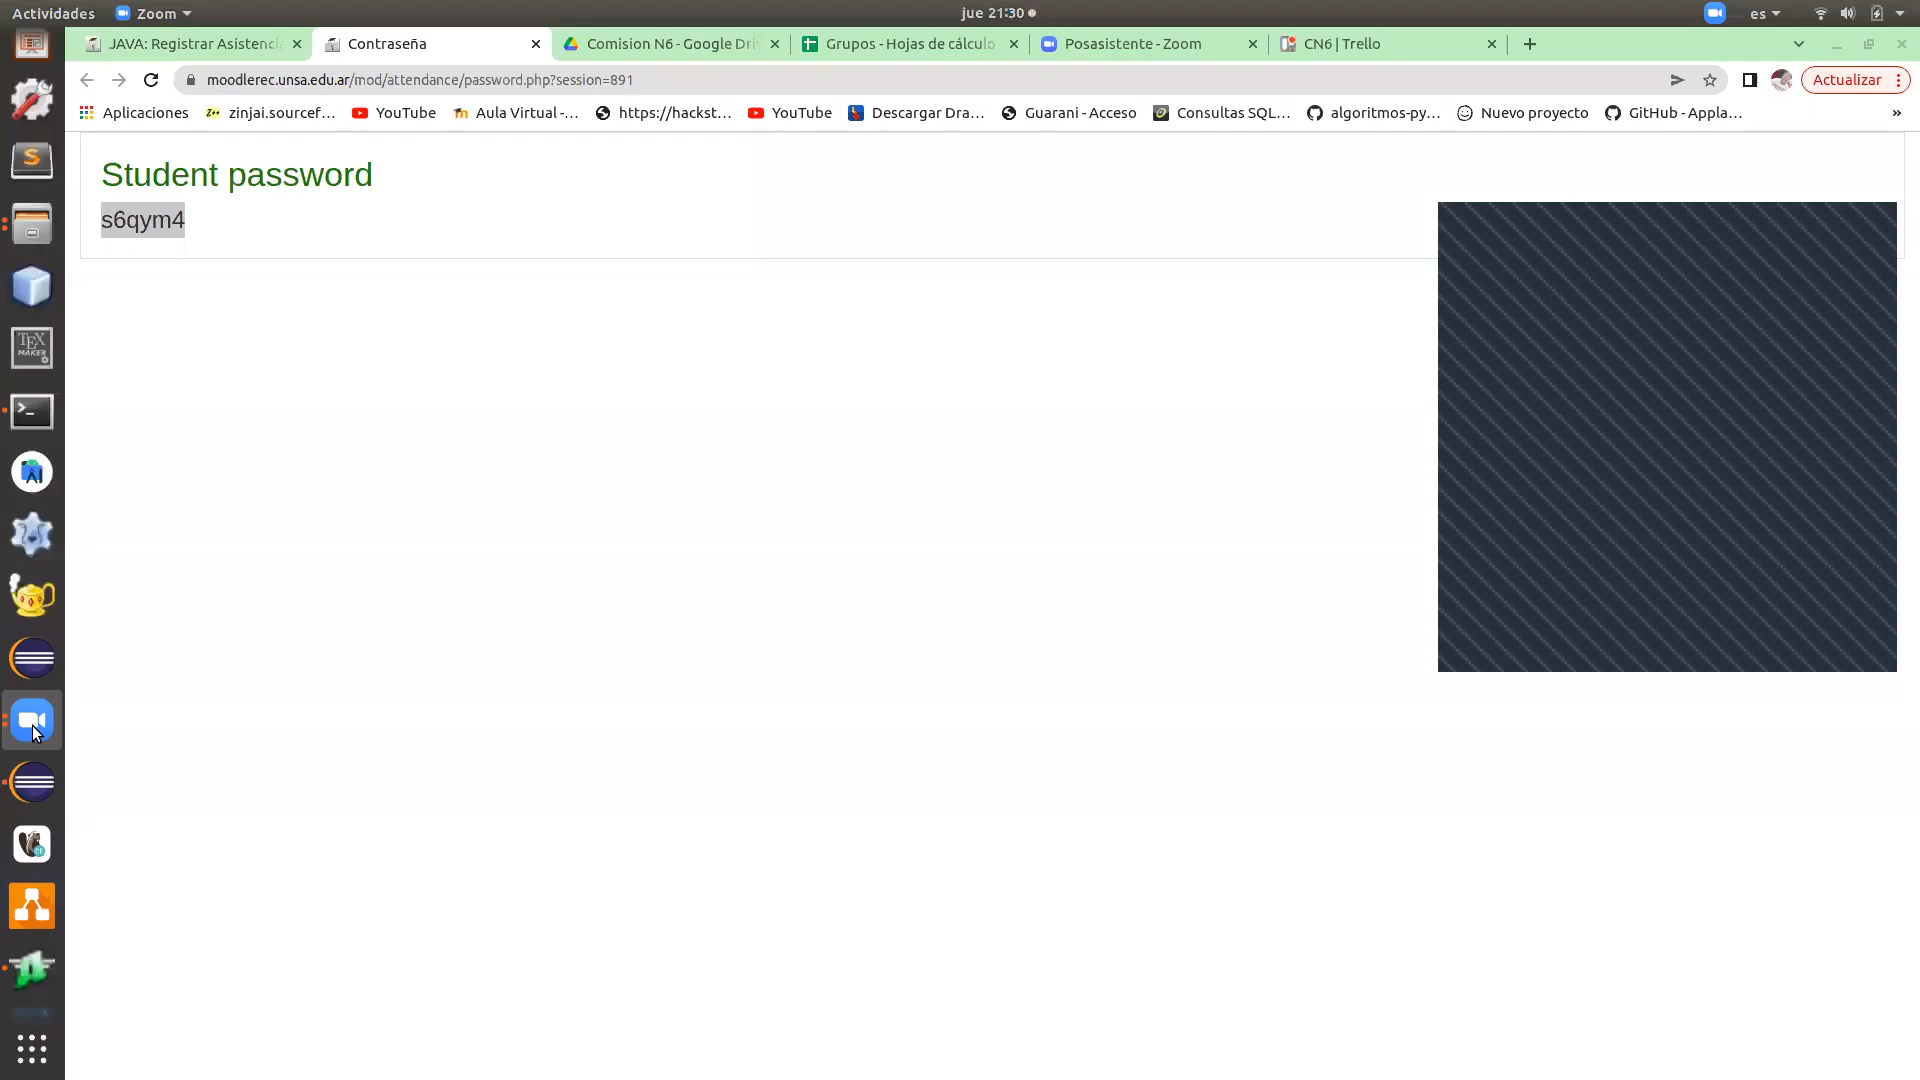 Actividades Zoom jue 21:30 es
JAVA: Registrar Asistenci Contraseña Comision N6 - Google Dri Grupos - Hojas de cálculo Posasistente - Zoom CN6 | Trello
moodlerec.unsa.edu.ar/mod/attendance/password.php?session=891 Actualizar
Aplicaciones zinjai.sourcef... YouTube Aula Virtual -... https://hackst... YouTube Descargar Dra... Guarani - Acceso Consultas SQL... algoritmos-py... Nuevo proyecto GitHub - Appla... »
Student password
s6qym4
S
TEX
MAKER